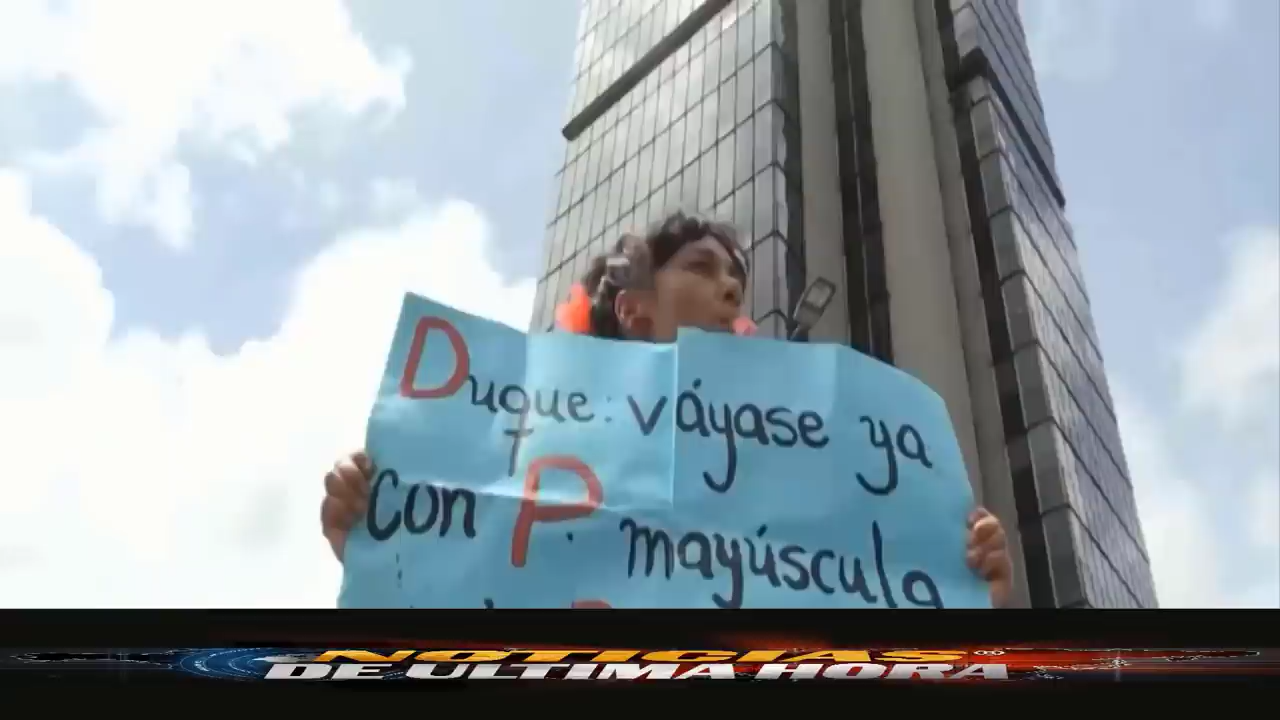 Duque: váyase ya
con P. mayúscula
NOTICIAS
DE ULTIMA HORA